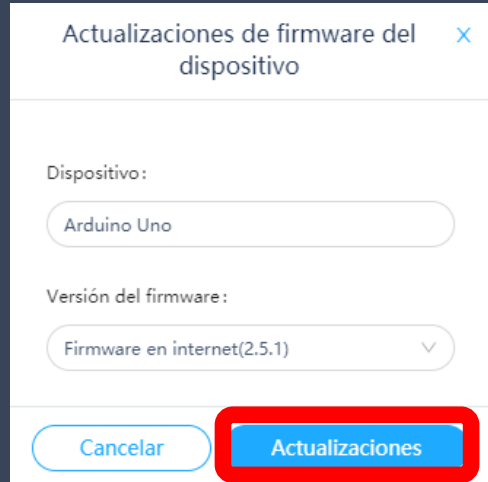 Actualizaciones de firmware del
dispositivo
Dispositivo:
Arduino Uno
Versión del firmware:
Firmware en internet(2.5.1)
Cancelar
Actualizaciones